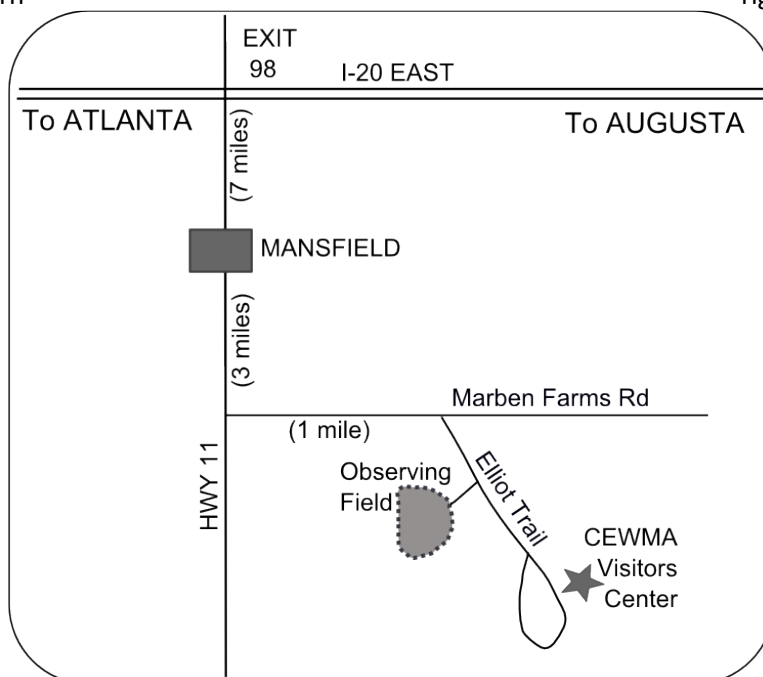 EXIT
98
I-20 EAST
To ATLANTA
To AUGUSTA
(7 miles)
MANSFIELD
(3 miles)
Marben Farms Rd
(1 mile)
HWY 11
Observing
Field
Elliot Trail
CEWMA
Visitors
Center